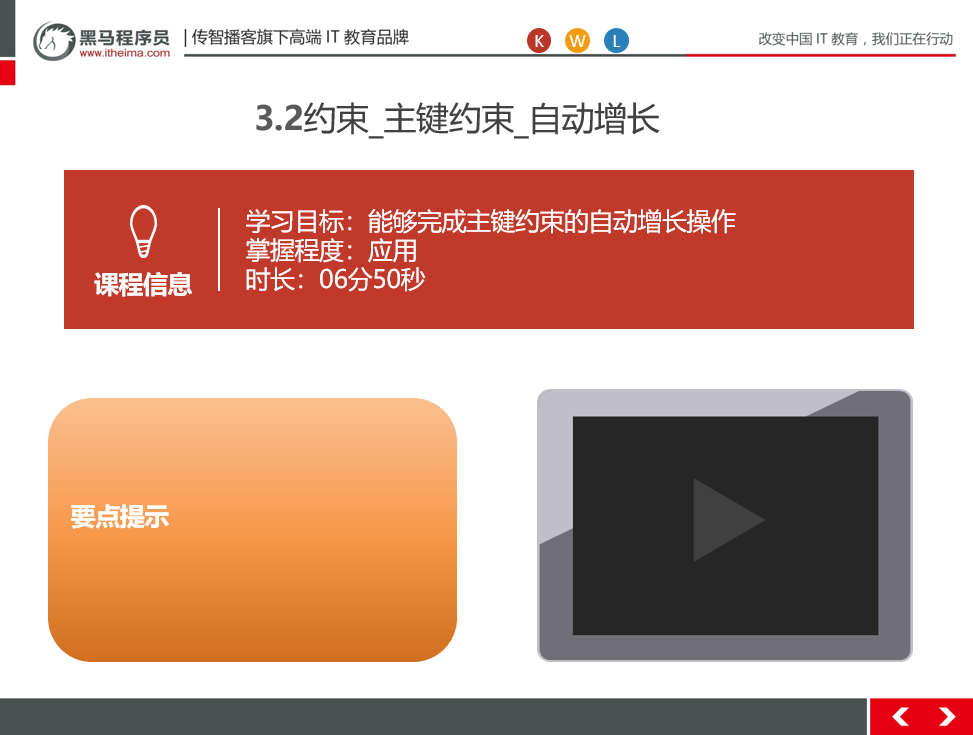 黑马程序员
www.itheima.com
传智播客旗下高端 IT 教育品牌
K W L
改变中国 IT 教育，我们正在行动
3.2约束_主键约束_自动增长
学习目标：能够完成主键约束的自动增长操作
掌握程度：应用
时长：06分50秒
课程信息
要点提示